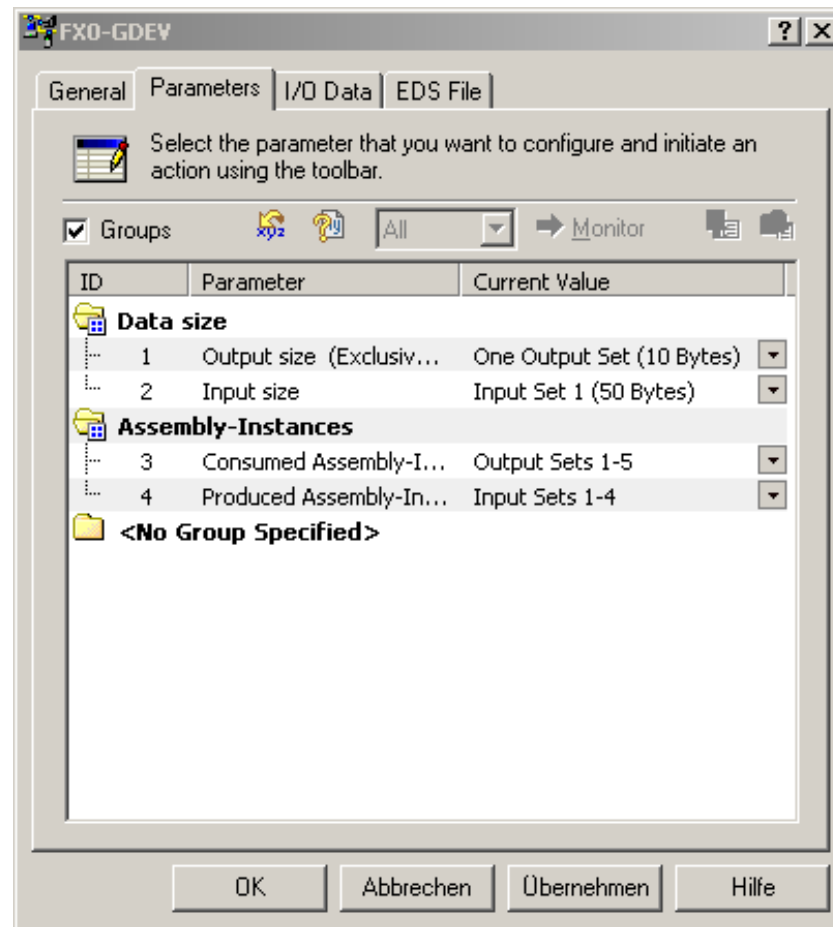 FX0-GDEV
General Parameters I/O Data EDS File
Select the parameter that you want to configure and initiate an
action using the toolbar.
Groups All Monitor
ID Parameter Current Value
Data size
1 Output size (Exclusiv... One Output Set (10 Bytes)
2 Input size Input Set 1 (50 Bytes)
Assembly-Instances
3 Consumed Assembly-I... Output Sets 1-5
4 Produced Assembly-In... Input Sets 1-4
<No Group Specified>
OK Abbrechen Übernehmen Hilfe